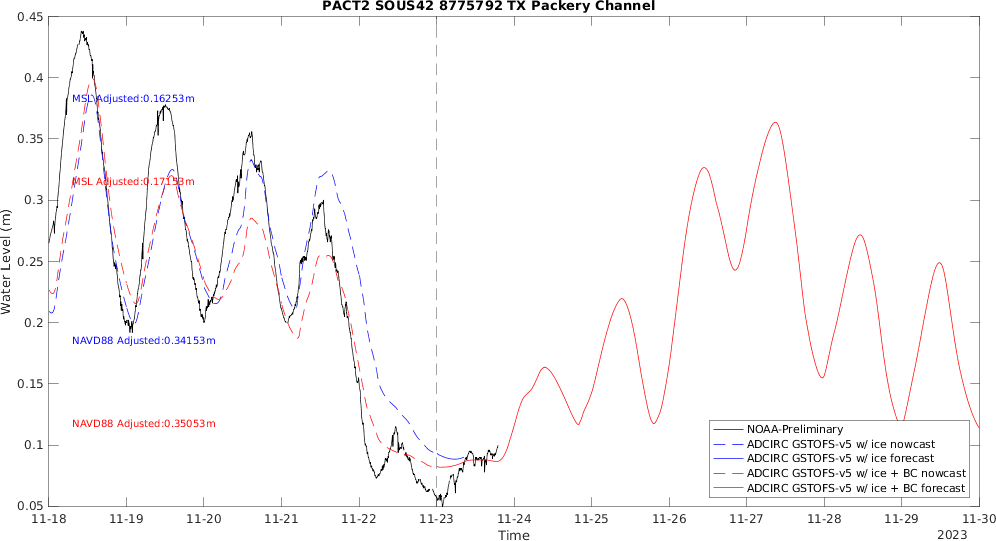 PACT2 SOUS42 8775792 TX Packery Channel
0.45
0.4
0.35
0.3
0.25
0.2
0.15
0.1
0.05
Water Level (m)
MSL Adjusted:0.16253m
MSL Adjusted:0.17153m
NAVD88 Adjusted:0.34153m
NAVD88 Adjusted:0.35053m
NOAA-Preliminary
ADCIRC GSTOFS-v5 w/ ice nowcast
ADCIRC GSTOFS-v5 w/ ice forecast
ADCIRC GSTOFS-v5 w/ ice + BC nowcast
ADCIRC GSTOFS-v5 w/ ice + BC forecast
11-18 11-19 11-20 11-21 11-22 11-23 11-24 11-25 11-26 11-27 11-28 11-29 11-30
Time
2023